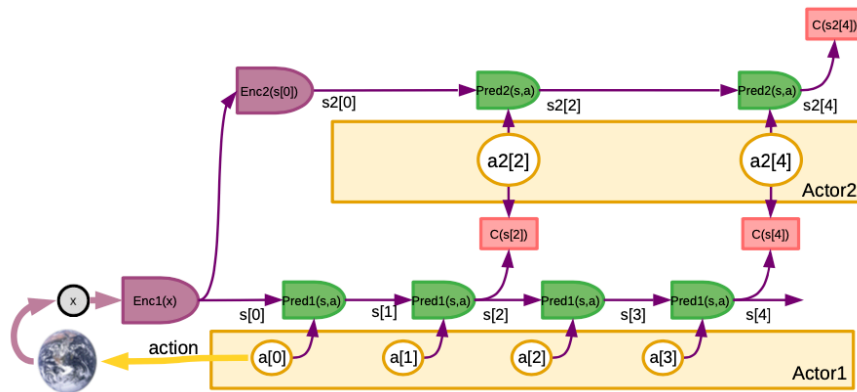 C(s2[4])
Enc2(s[0])
s2[0]
Pred2(s,a)
s2[2]
Pred2(s,a)
s2[4]
a2[2]
a2[4]
Actor2
C(s[2])
C(s[4])
x
Enc1(x)
s[0]
Pred1(s,a)
s[1]
Pred1(s,a)
s[2]
Pred1(s,a)
s[3]
Pred1(s,a)
s[4]
action
a[0]
a[1]
a[2]
a[3]
Actor1